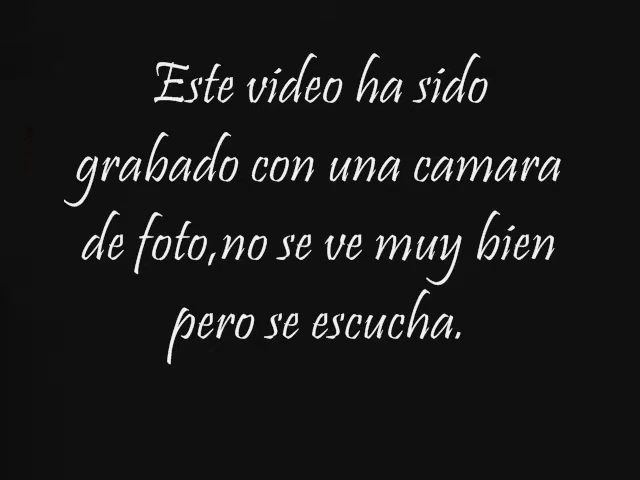 Este video ha sido
grabado con una camara
de foto,no se ve muy bien
pero se escucha.